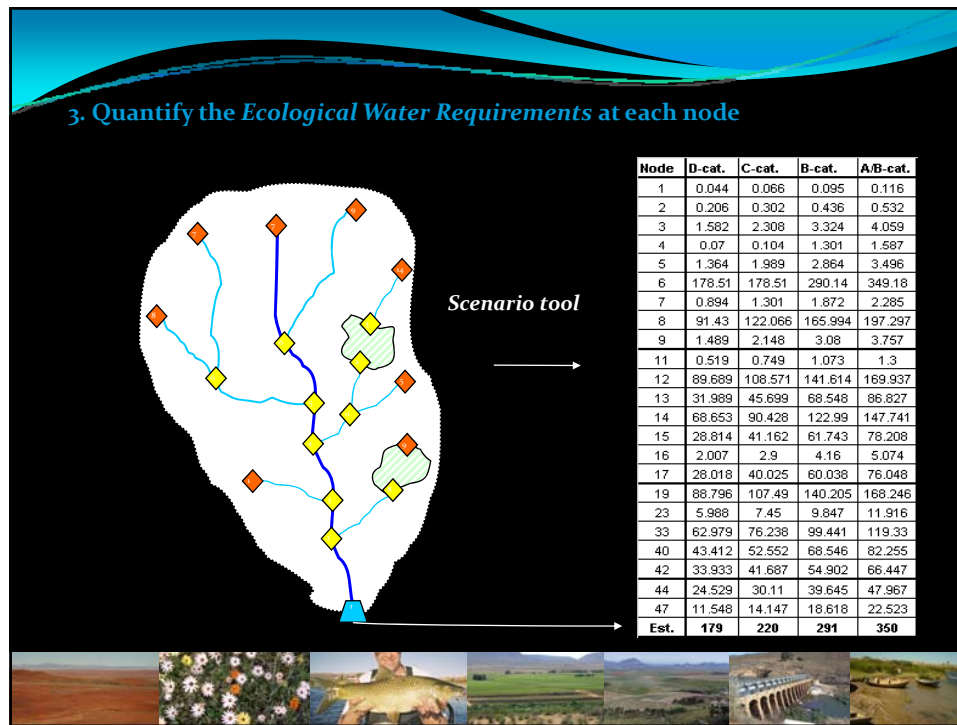 3. Quantify the Ecological Water Requirements at each node
Scenario tool
Node D-cat. C-cat. B-cat. A/B-cat.
1 0.044 0.066 0.095 0.116
2 0.206 0.302 0.436 0.532
3 1.582 2.308 3.324 4.059
4 0.07 0.104 1.301 1.587
5 1.364 1.989 2.864 3.496
6 178.51 178.51 290.14 349.18
7 0.894 1.301 1.872 2.285
8 91.43 122.066 165.994 197.297
9 1.489 2.148 3.08 3.757
11 0.519 0.749 1.073 1.3
12 89.689 108.571 141.614 169.937
13 31.989 45.699 68.548 86.827
14 68.653 90.428 122.99 147.741
15 28.814 41.162 61.743 78.208
16 2.007 2.9 4.16 5.074
17 28.018 40.025 60.038 76.048
19 88.796 107.49 140.205 168.246
23 5.988 7.45 9.847 11.916
33 62.979 76.238 99.441 119.33
40 43.412 52.552 68.546 82.255
42 33.933 41.687 54.902 66.447
44 24.529 30.11 39.645 47.967
47 11.548 14.147 18.618 22.523
Est. 179 220 291 350